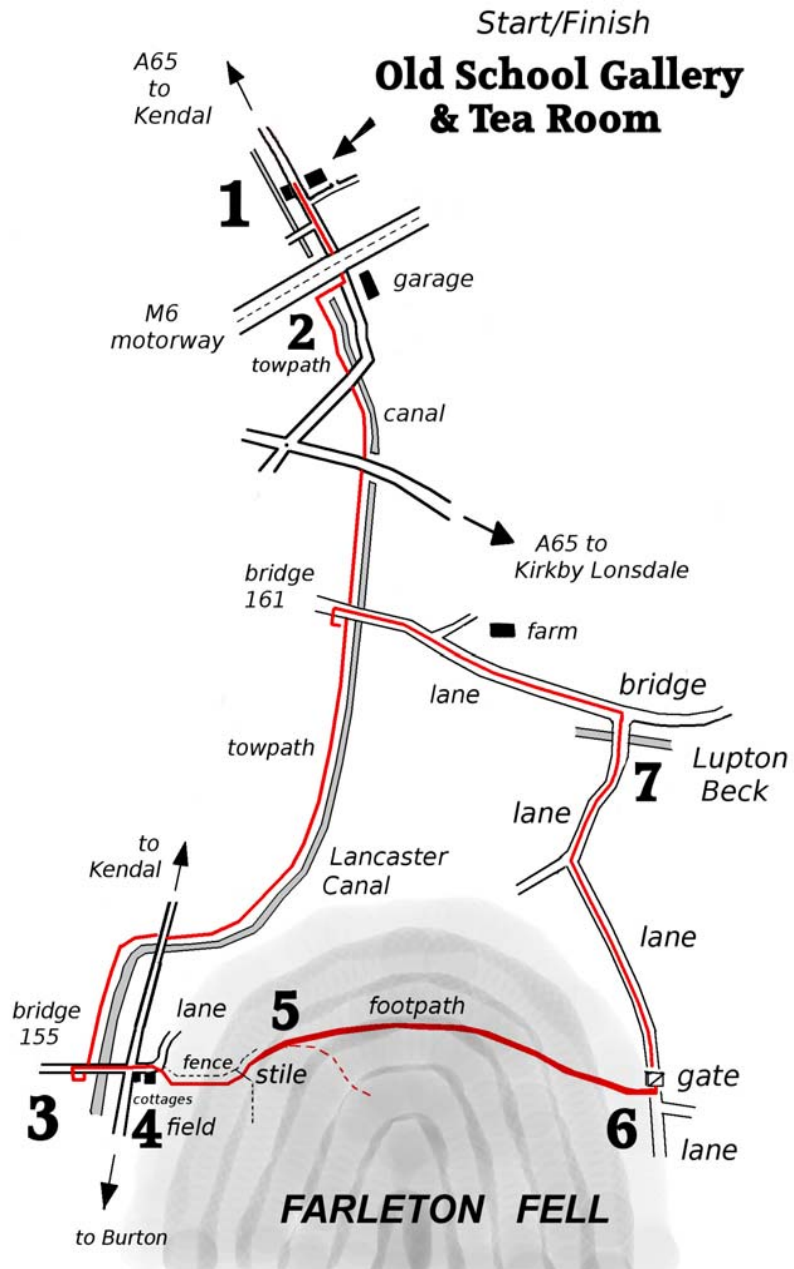 Start/Finish
Old School Gallery
& Tea Room
A65
to
Kendal
1
garage
M6
motorway
2
towpath
canal
A65 to
Kirkby Lonsdale
bridge
161
farm
lane
bridge
towpath
7
Lupton
Beck
lane
to
Kendal
Lancaster
Canal
lane
bridge
155
lane
5
footpath
fence
stile
gate
3
4
cottages
field
6
lane
to Burton
FARLETON FELL